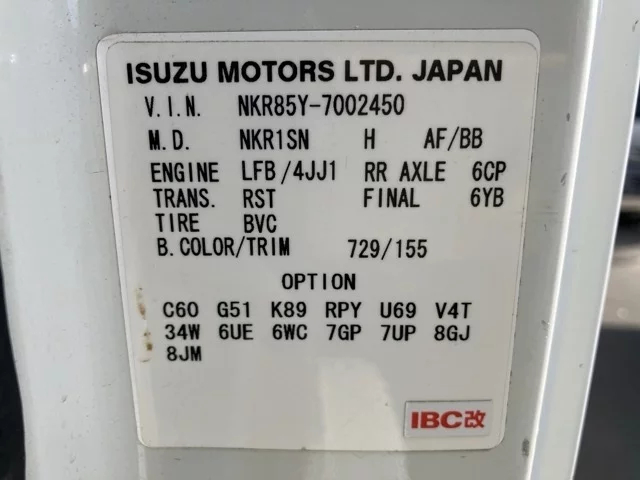 ISUZU MOTORS LTD. JAPAN
V.I.N. NKR85Y-7002450
M.D. NKR1SN H AF/BB
ENGINE LFB/4JJ1 RR AXLE 6CP
TRANS. RST FINAL 6YB
TIRE BVC
B.COLOR/TRIM 729/155
OPTION
C60 G51 K89 RPY U69 V4T
34W 6UE 6WC 7GP 7UP 8GJ
8JM
IBC改